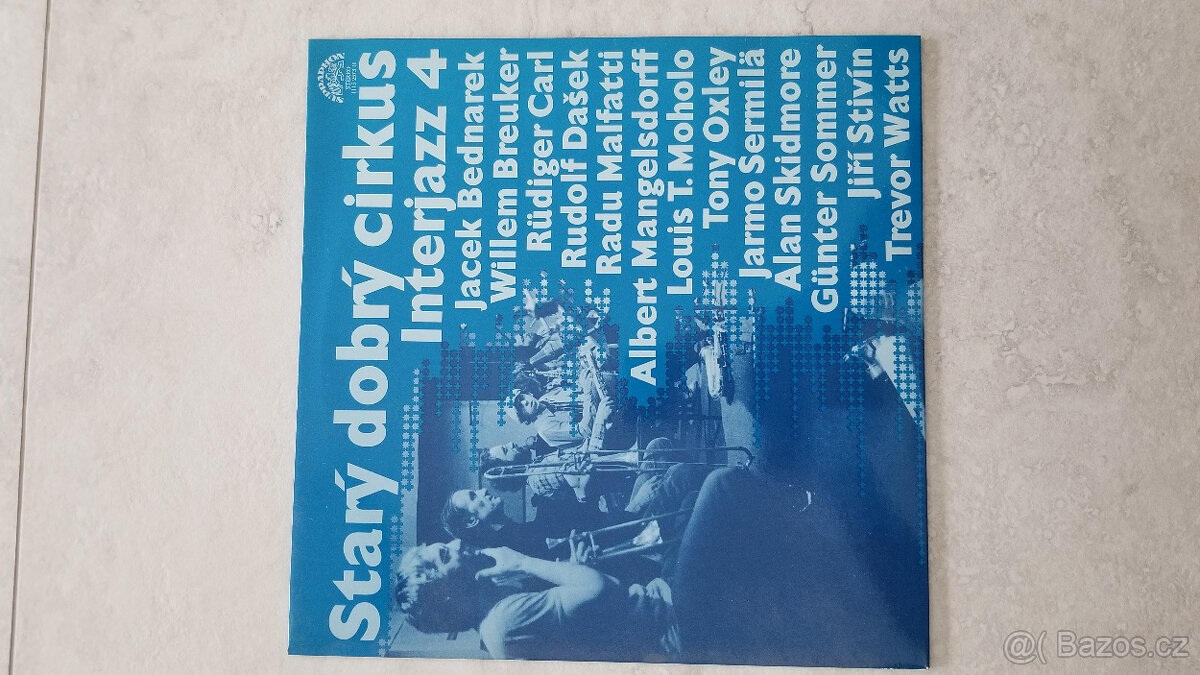 SUPRAPHON
STEREO
Starý dobrý cirkus
Interjazz 4
Jacek Bednarek
Willem Breuker
Rüdiger Carl
Rudolf Dašek
Radu Malfatti
Albert Mangelsdorff
Louis T. Moholo
Tony Oxley
Jarmo Sermilä
Alan Skidmore
Günter Sommer
Jiří Stivín
Trevor Watts
@( Bazos.cz